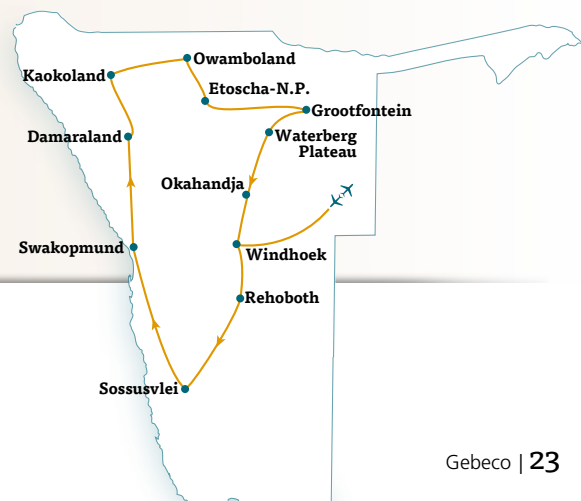 Owamboland
Kaokoland
Etoscha-N.P.
Grootfontein
Damaraland
Waterberg
Plateau
Okahandja
Swakopmund
Windhoek
Rehoboth
Sossusvlei
Gebeco | 23